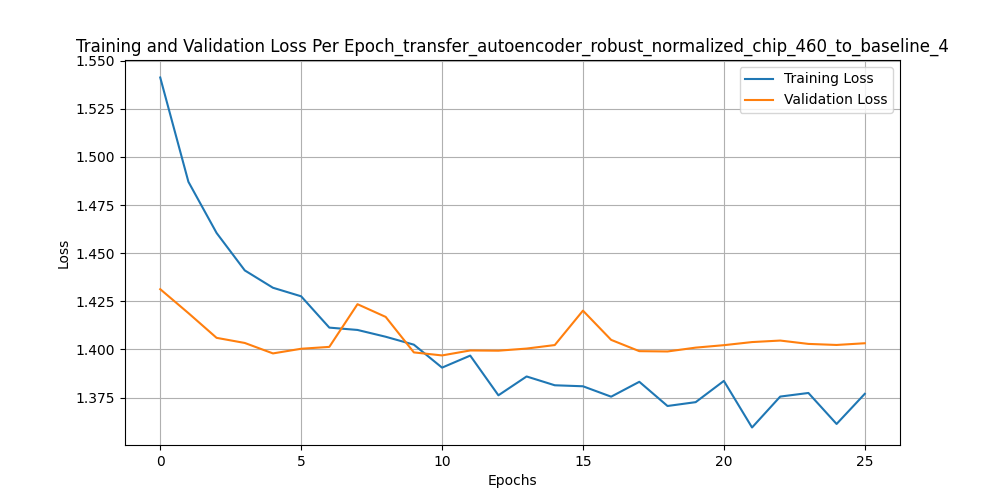 Training and Validation Loss Per Epoch_transfer_autoencoder_robust_normalized_chip_460_to_baseline_4
Training Loss
Validation Loss
1.550
1.525
1.500
1.475
1.450
1.425
1.400
1.375
Loss
0 5 10 15 20 25
Epochs